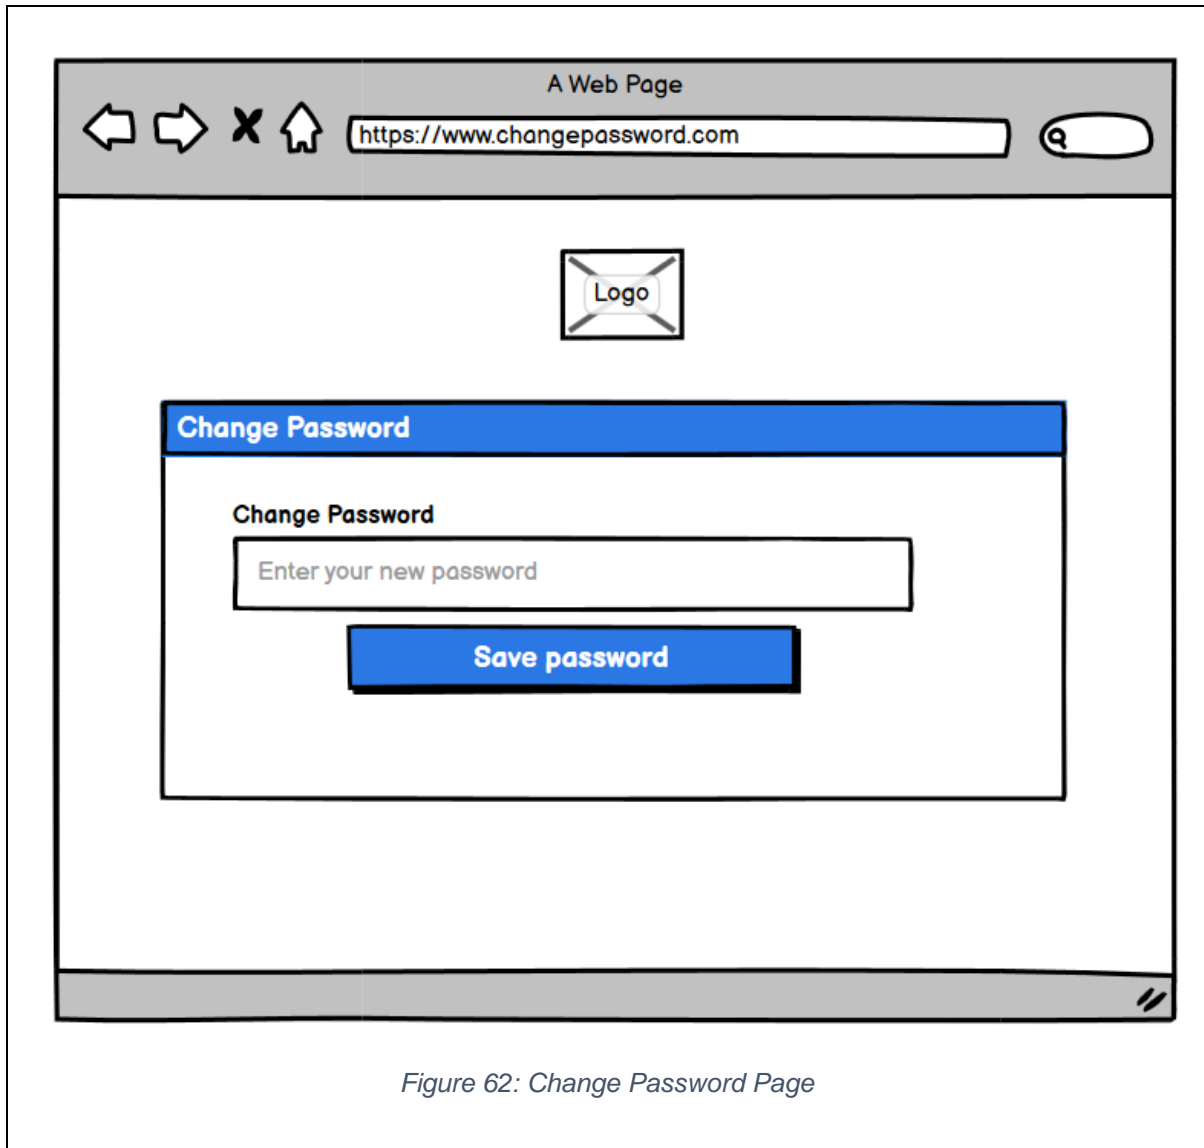 A Web Page
https://www.changepassword.com
Logo
Change Password
Change Password
Enter your new password
Save password
Figure 62: Change Password Page